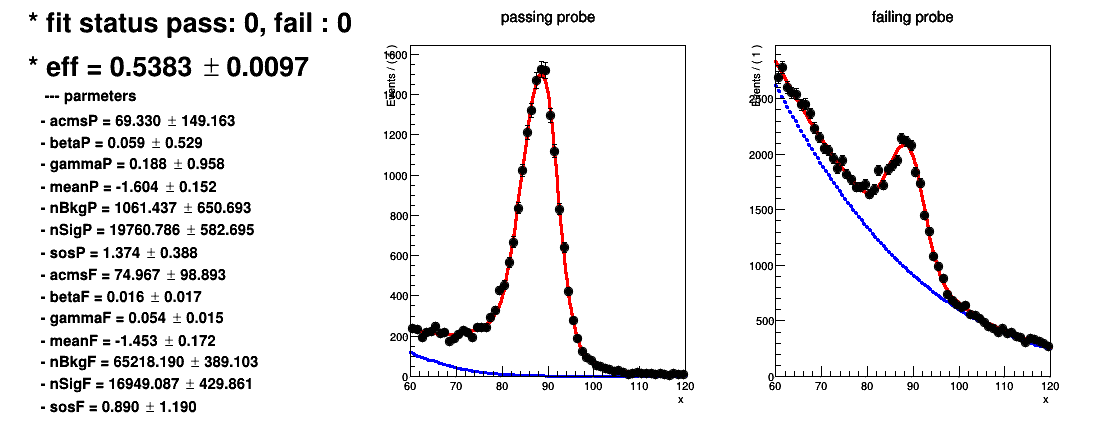 * fit status pass: 0, fail : 0
* eff = 0.5383 ± 0.0097
--- parmeters
- acmsP = 69.330 ± 149.163
- betaP = 0.059 ± 0.529
- gammaP = 0.188 ± 0.958
- meanP = -1.604 ± 0.152
- nBkgP = 1061.437 ± 650.693
- nSigP = 19760.786 ± 582.695
- sosP = 1.374 ± 0.388
- acmsF = 74.967 ± 98.893
- betaF = 0.016 ± 0.017
- gammaF = 0.054 ± 0.015
- meanF = -1.453 ± 0.172
- nBkgF = 65218.190 ± 389.103
- nSigF = 16949.087 ± 429.861
- sosF = 0.890 ± 1.190
passing probe
Events / ( 1 )
1600
1400
1200
1000
800
600
400
200
0
60 70 80 90 100 110 120
x
failing probe
Events / ( 1 )
2500
2000
1500
1000
500
0
60 70 80 90 100 110 120
x